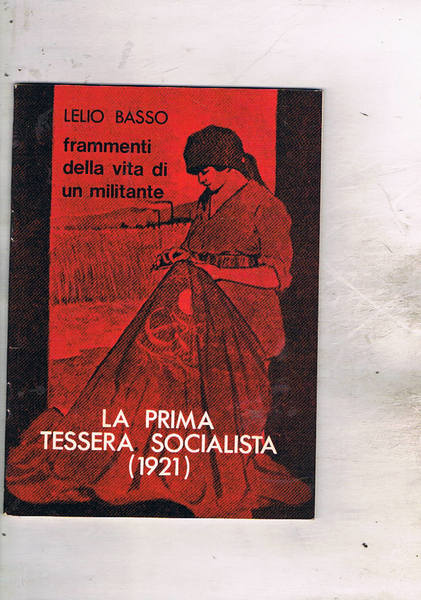 LELIO BASSO
frammenti
della vita di
un militante
LA PRIMA
TESSERA SOCIALISTA
(1921)